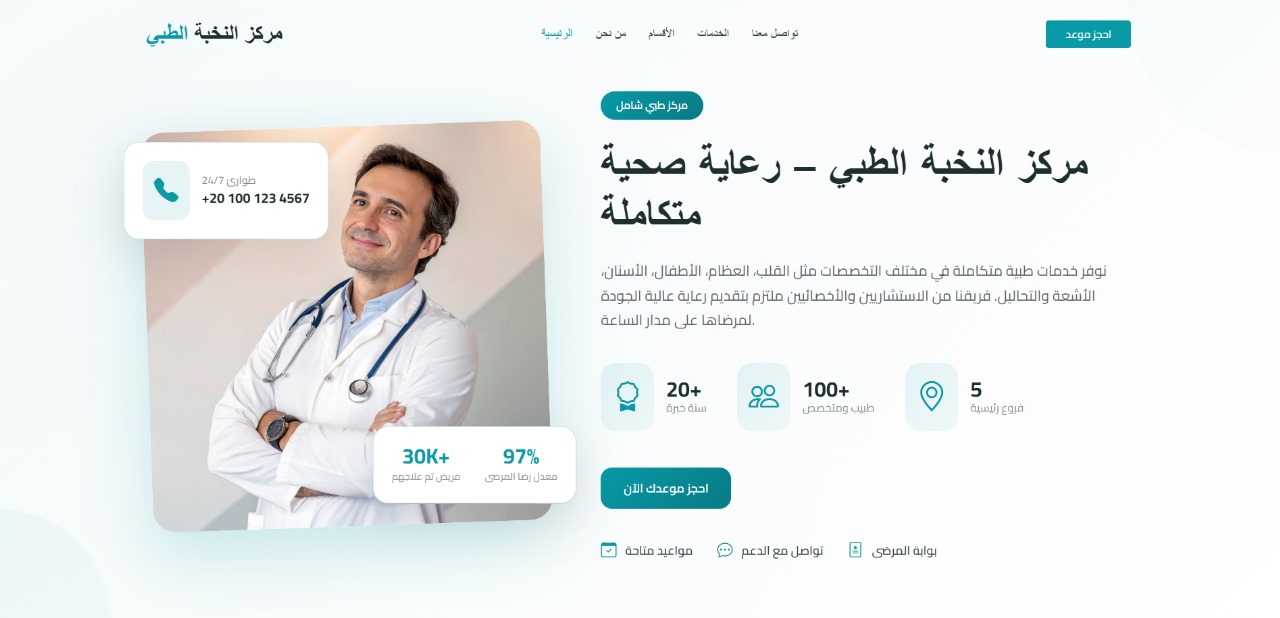 مركز النخبة الطبي
الرئيسية
من نحن
الأقسام
الخدمات
تواصل معنا
احجز موعد
مركز طبي شامل
مركز النخبة الطبي – رعاية صحية
متكاملة
نوفر خدمات طبية متكاملة في مختلف التخصصات مثل القلب، العظام، الأطفال، الأسنان،
الأشعة والتحاليل. فريقنا من الاستشاريين والأخصائيين ملتزم بتقديم رعاية عالية الجودة
لمرضاها على مدار الساعة.
20+
سنة خبرة
100+
طبيب ومتخصص
5
فروع رئيسية
احجز موعدك الآن
مواعيد متاحة
تواصل مع الدعم
بوابة المرضى
طوارئ 24/7
+20 100 123 4567
30K+
مريض تم علاجهم
97%
معدل رضا المرضى